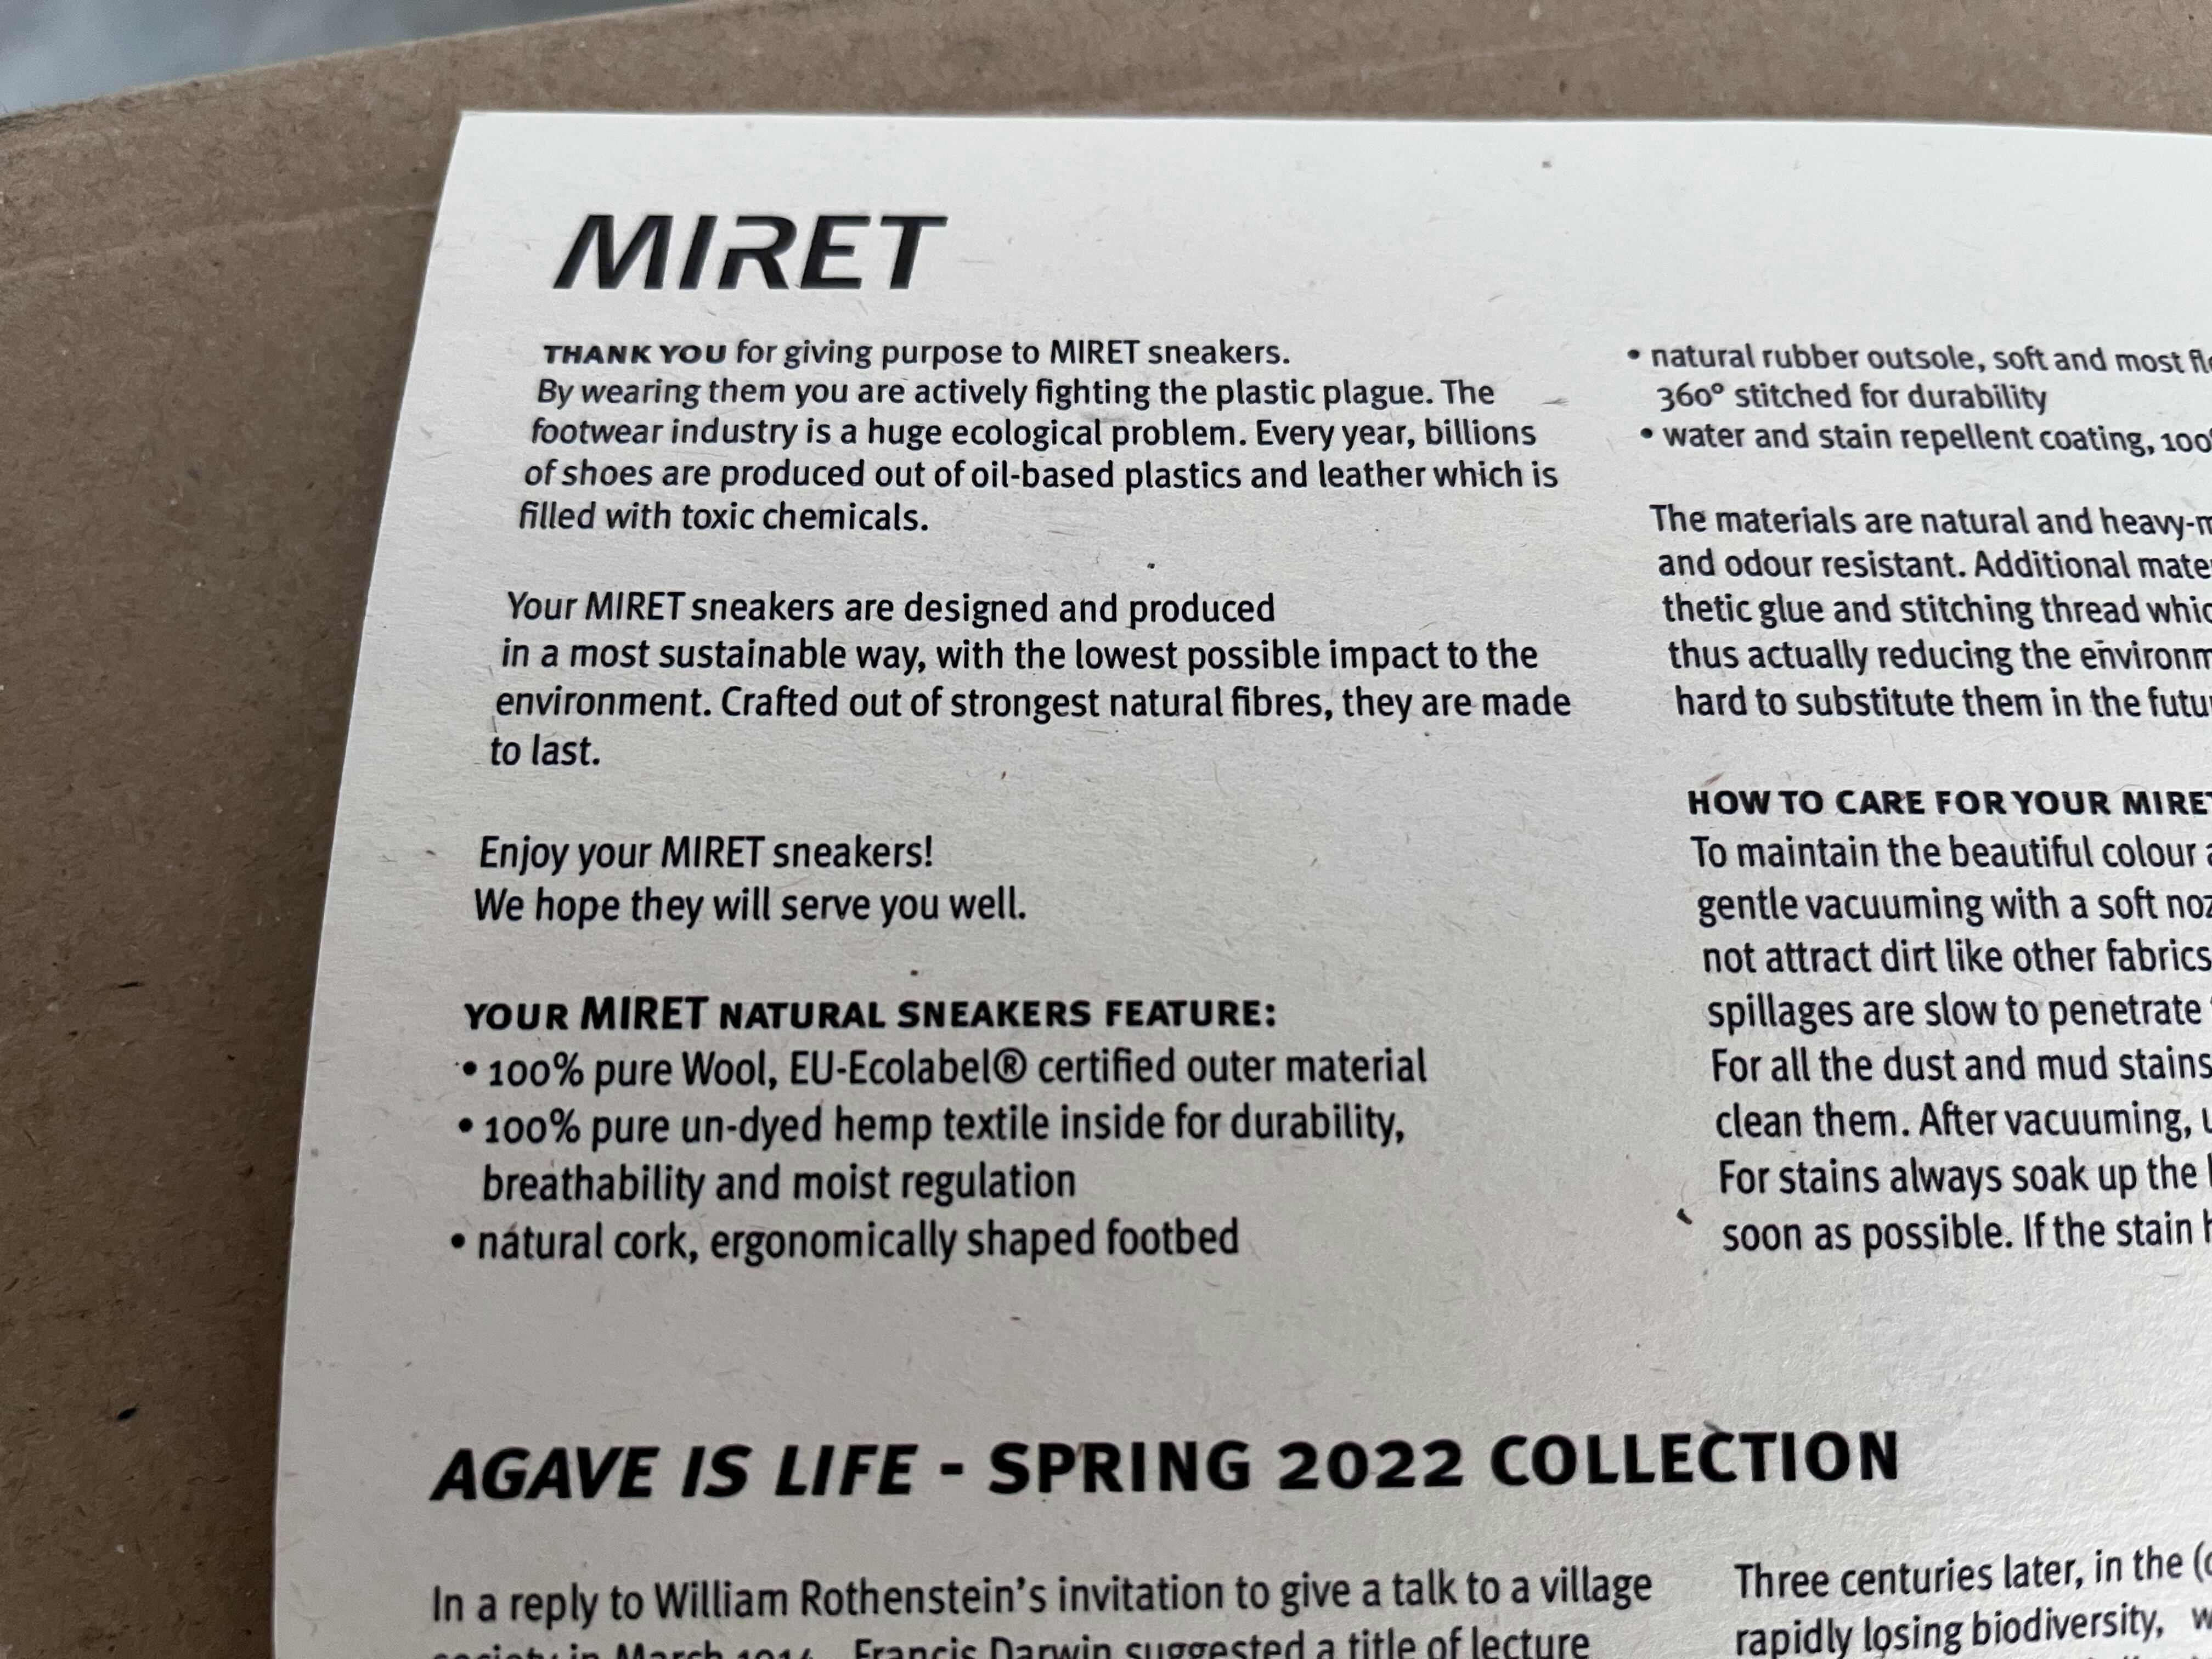 MIRET
THANK YOU for giving purpose to MIRET sneakers.
By wearing them you are actively fighting the plastic plague. The
footwear industry is a huge ecological problem. Every year, billions
of shoes are produced out of oil-based plastics and leather which is
filled with toxic chemicals.
Your MIRET sneakers are designed and produced
in a most sustainable way, with the lowest possible impact to the
environment. Crafted out of strongest natural fibres, they are made
to last.
Enjoy your MIRET sneakers!
We hope they will serve you well.
YOUR MIRET NATURAL SNEAKERS FEATURE:
• 100% pure Wool, EU-Ecolabel® certified outer material
• 100% pure un-dyed hemp textile inside for durability,
breathability and moist regulation
• natural cork, ergonomically shaped footbed
• natural rubber outsole, soft and most
360° stitched for durability
• water and stain repellent coating,
The materials are natural and
and odour resistant. Additional
thetic glue and stitching thread
thus actually reducing the
hard to substitute them in the
HOW TO CARE FOR YOUR
To maintain the beautiful colour
gentle vacuuming with a soft
not attract dirt like other fabrics
spillages are slow to penetrate
For all the dust and mud stains
clean them. After vacuuming,
For stains always soak up the
soon as possible. If the stain
AGAVE IS LIFE - SPRING 2022 COLLECTION
In a reply to William Rothenstein's invitation to give a talk to a village
society in March 1914 Francis Darwin suggested a title of lecture
Three centuries later, in the
rapidly losing biodiversity,